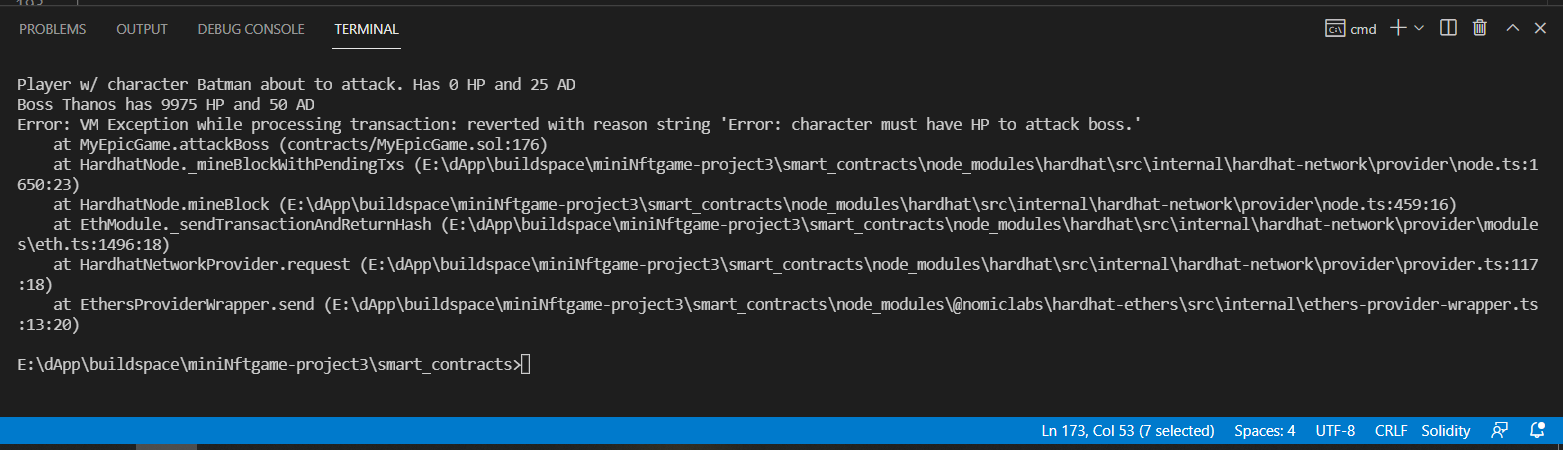 PROBLEMS OUTPUT DEBUG CONSOLE TERMINAL cmd
Player w/ character Batman about to attack. Has 0 HP and 25 AD
Boss Thanos has 9975 HP and 50 AD
Error: VM Exception while processing transaction: reverted with reason string 'Error: character must have HP to attack boss.'
at MyEpicGame.attackBoss (contracts/MyEpicGame.sol:176)
at HardhatNode._mineBlockWithPendingTxs (E:\dApp\buildspace\miniNftgame-project3\smart_contracts\node_modules\hardhat\src\internal\hardhat-network\provider\node.ts:1
650:23)
at HardhatNode.mineBlock (E:\dApp\buildspace\miniNftgame-project3\smart_contracts\node_modules\hardhat\src\internal\hardhat-network\provider\node.ts:459:16)
at EthModule._sendTransactionAndReturnHash (E:\dApp\buildspace\miniNftgame-project3\smart_contracts\node_modules\hardhat\src\internal\hardhat-network\provider\module
s\eth.ts:1496:18)
at HardhatNetworkProvider.request (E:\dApp\buildspace\miniNftgame-project3\smart_contracts\node_modules\hardhat\src\internal\hardhat-network\provider\provider.ts:117
:18)
at EthersProviderWrapper.send (E:\dApp\buildspace\miniNftgame-project3\smart_contracts\node_modules\@nomiclabs\hardhat-ethers\src\internal\ethers-provider-wrapper.ts
:13:20)
E:\dApp\buildspace\miniNftgame-project3\smart_contracts>
Ln 173, Col 53 (7 selected) Spaces: 4 UTF-8 CRLF Solidity